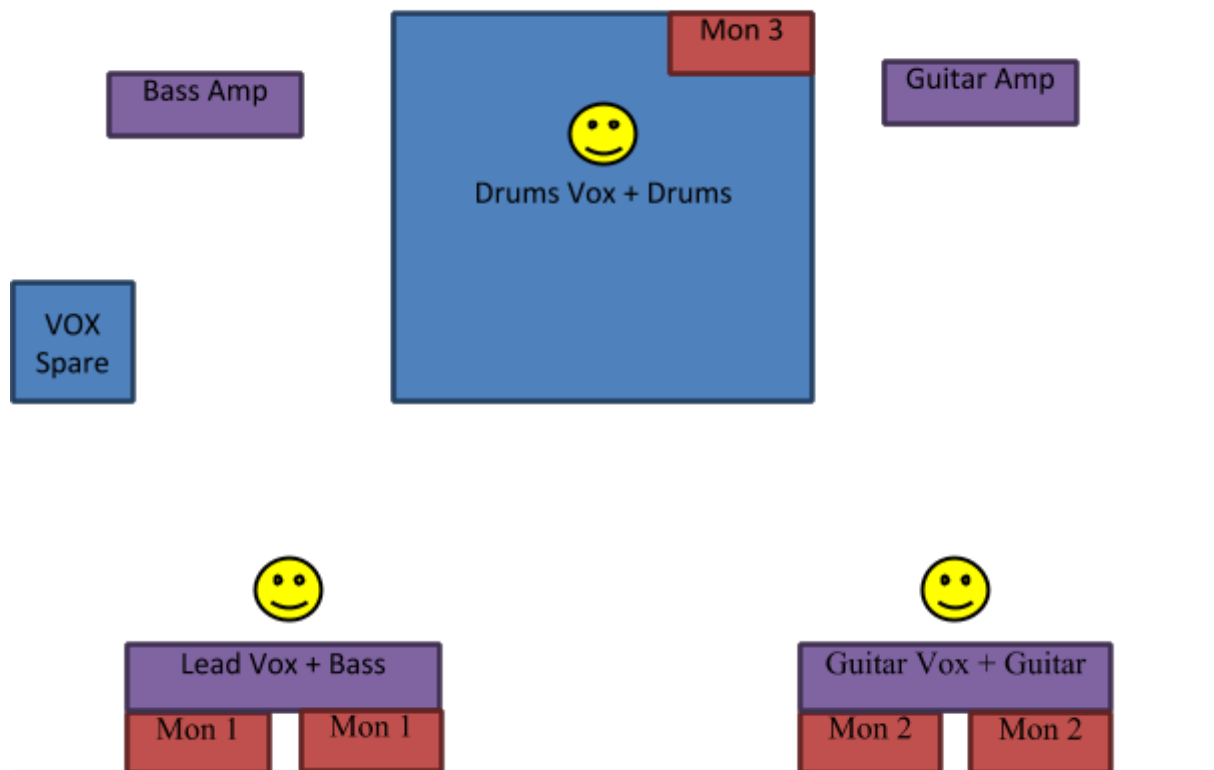 Mon 3
Bass Amp
Guitar Amp
Drums Vox + Drums
VOX
Spare
Lead Vox + Bass
Guitar Vox + Guitar
Mon 1
Mon 1
Mon 2
Mon 2